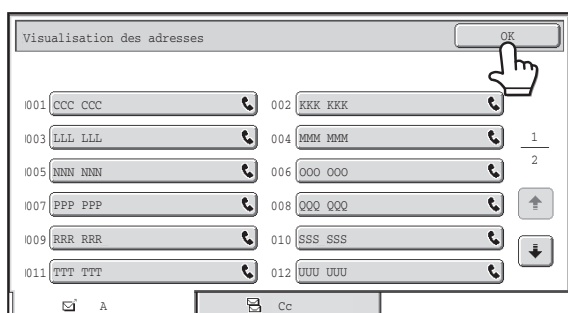 Visualisation des adresses OK
001 CCC CCC 002 KKK KKK
003 LLL LLL 004 MMM MMM 1
005 NNN NNN 006 OOO OOO 2
007 PPP PPP 008 QQQ QQQ
009 RRR RRR 010 SSS SSS
011 TTT TTT 012 UUU UUU
A Cc